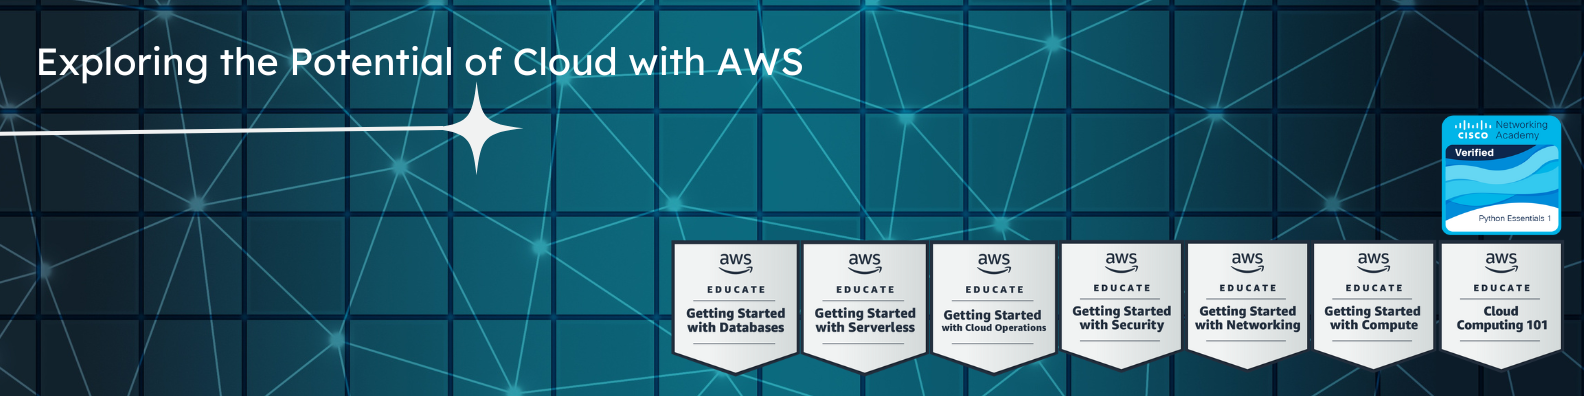 Exploring the Potential of Cloud with AWS
CISCO
Networking
Academy
Verified
Python Essentials 1
aws
EDUCATE
Getting Started
with Databases
aws
EDUCATE
Getting Started
with Serverless
aws
EDUCATE
Getting Started
with Cloud Operations
aws
EDUCATE
Getting Started
with Security
aws
EDUCATE
Getting Started
with Networking
aws
EDUCATE
Getting Started
with Compute
aws
EDUCATE
Cloud
Computing 101